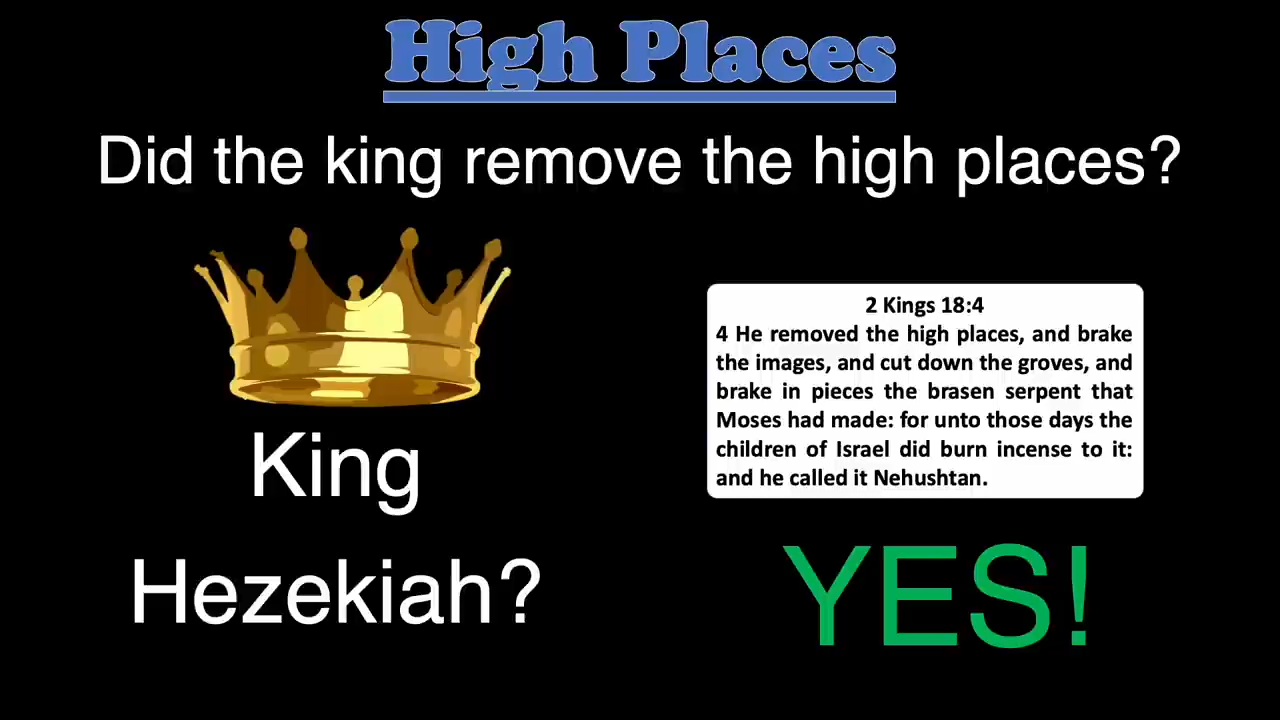 High Places
Did the king remove the high places?
King
Hezekiah?
2 Kings 18:4
4 He removed the high places, and brake
the images, and cut down the groves, and
brake in pieces the brasen serpent that
Moses had made: for unto those days the
children of Israel did burn incense to it:
and he called it Nehushtan.
YES!